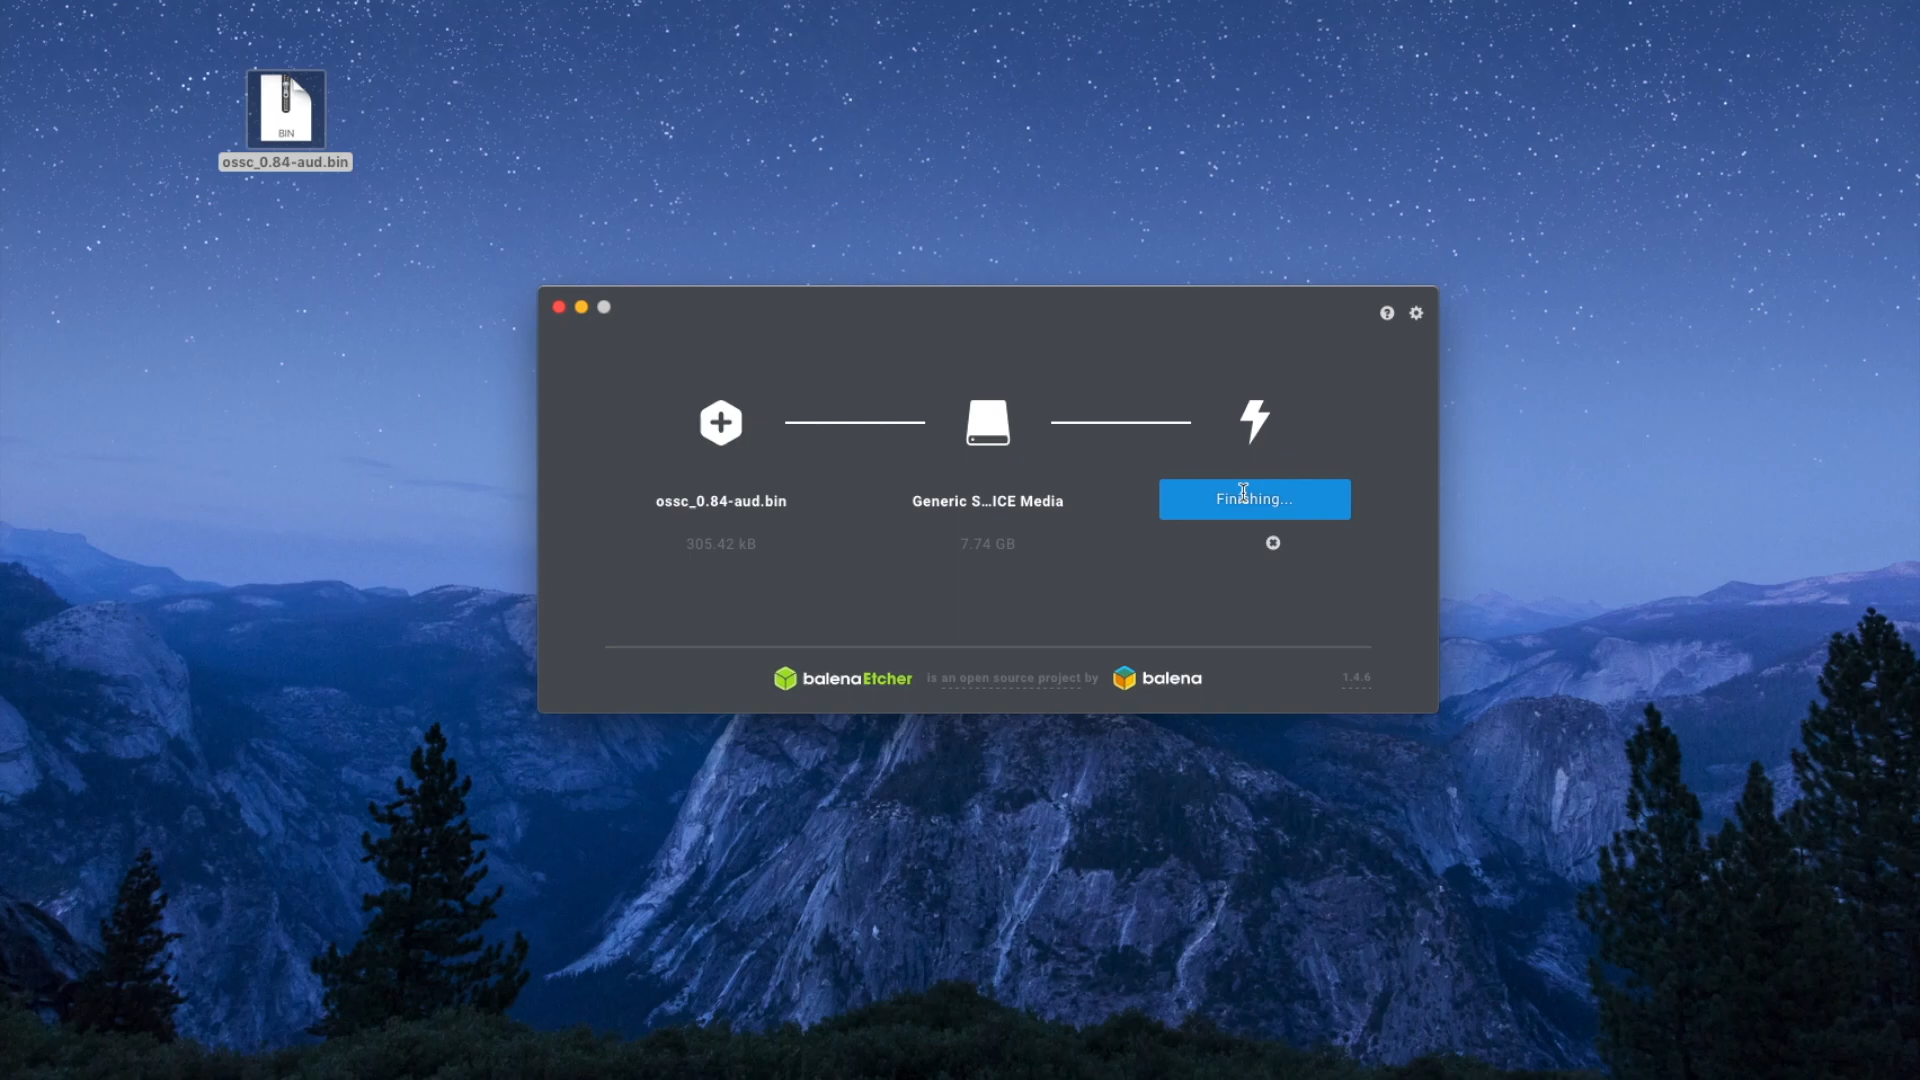 BIN
ossc_0.84-aud.bin
ossc_0.84-aud.bin
Generic S...ICE Media
Finishing...
305.42 kB
7.74 GB
balenaEtcher is an open source project by balena
1.4.6